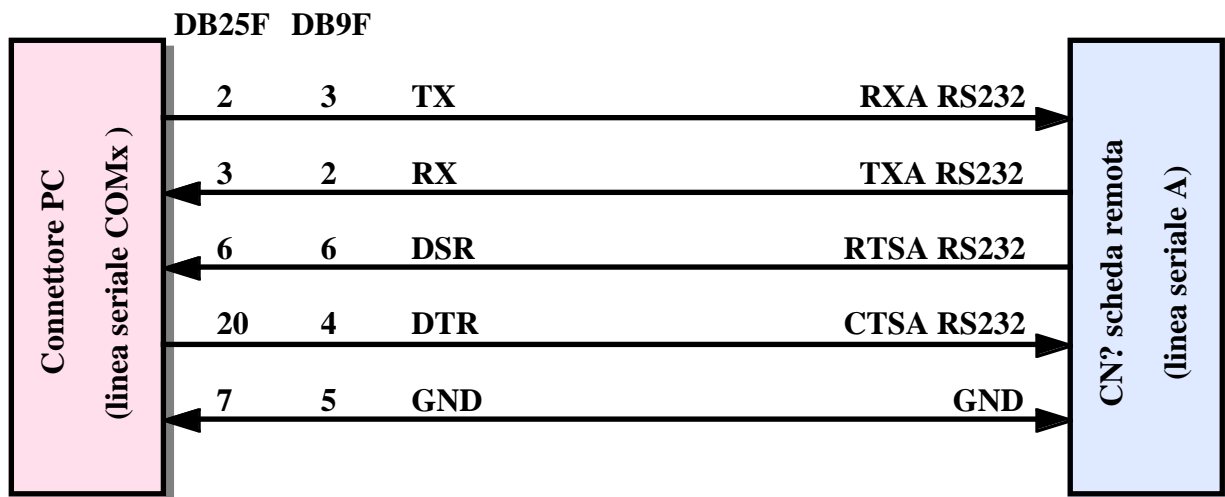 DB25F DB9F
Connettore PC
(linea seriale COMx )
2 3 TX RXA RS232
3 2 RX TXA RS232
6 6 DSR RTSA RS232
20 4 DTR CTSA RS232
7 5 GND GND
CN? scheda remota
(linea seriale A)